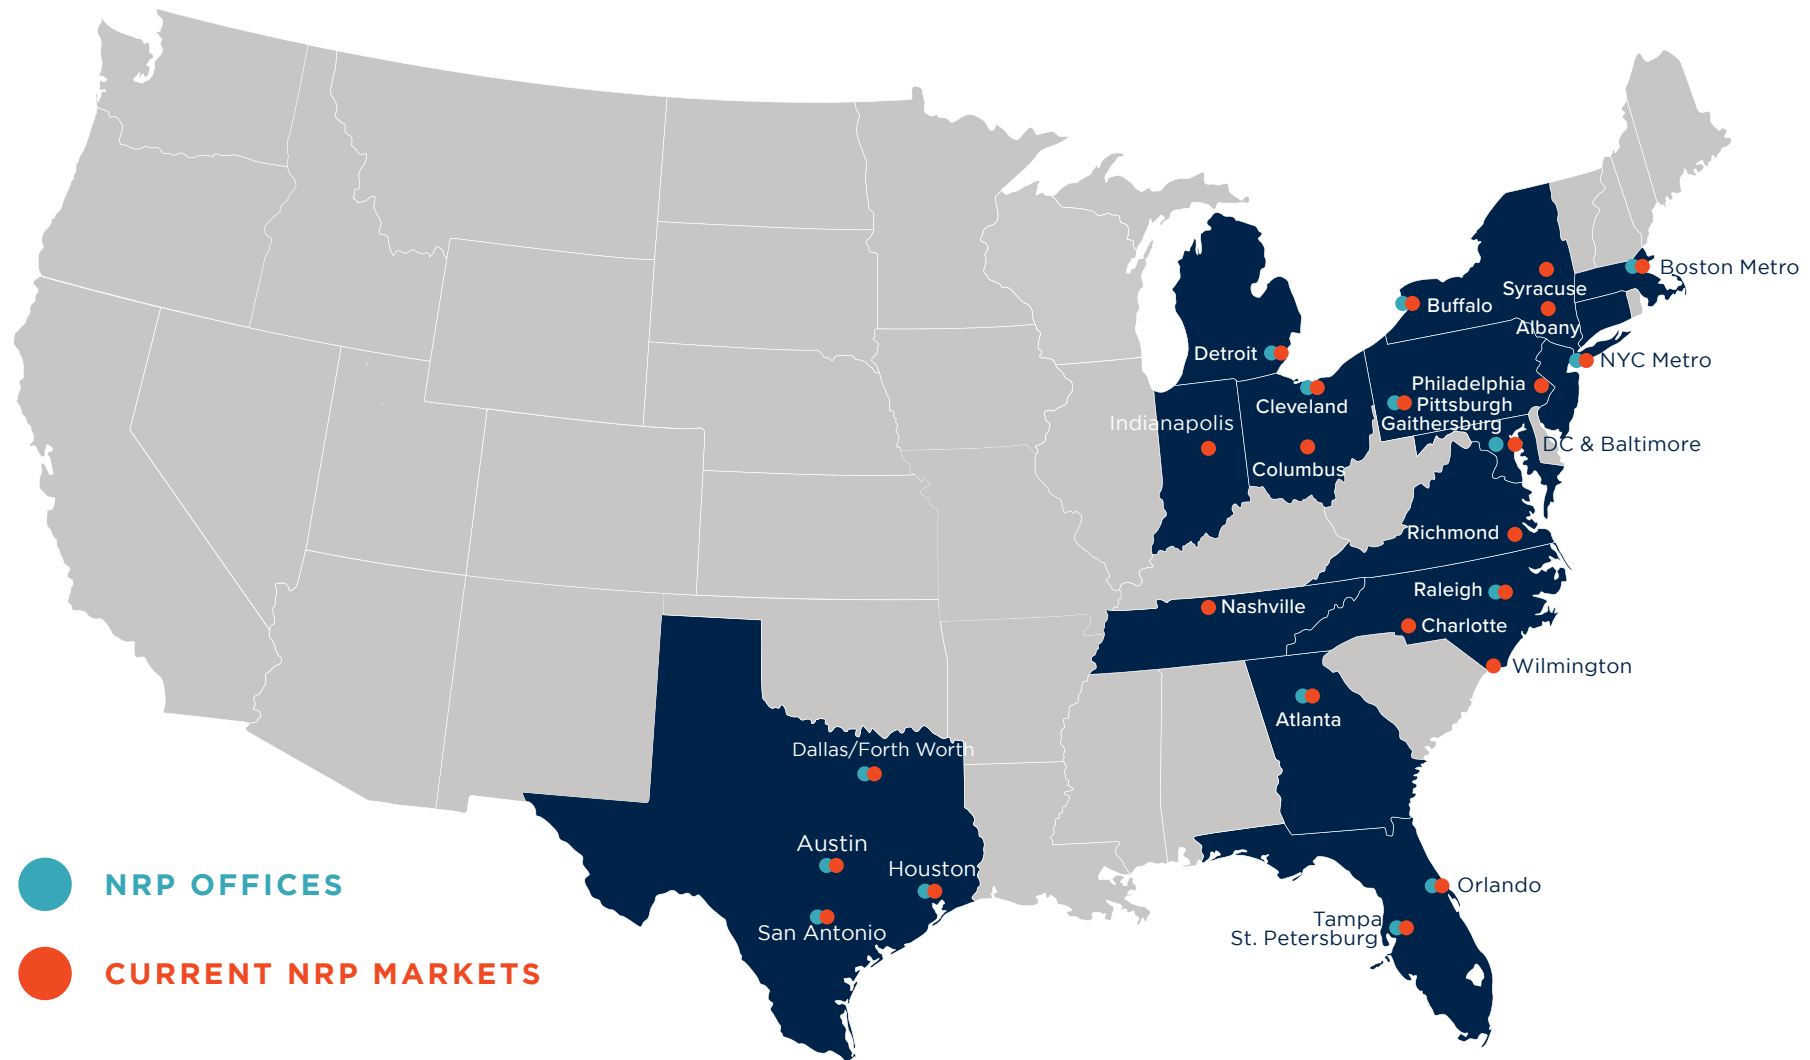 Boston Metro
Syracuse
Buffalo
Albany
Detroit
NYC Metro
Philadelphia
Cleveland
Pittsburgh
Indianapolis
Gaithersburg
DC & Baltimore
Columbus
Richmond
Raleigh
Nashville
Charlotte
Wilmington
Atlanta
Dallas/Forth Worth
Austin
Houston
NRP OFFICES
Orlando
Tampa
St. Petersburg
San Antonio
CURRENT NRP MARKETS